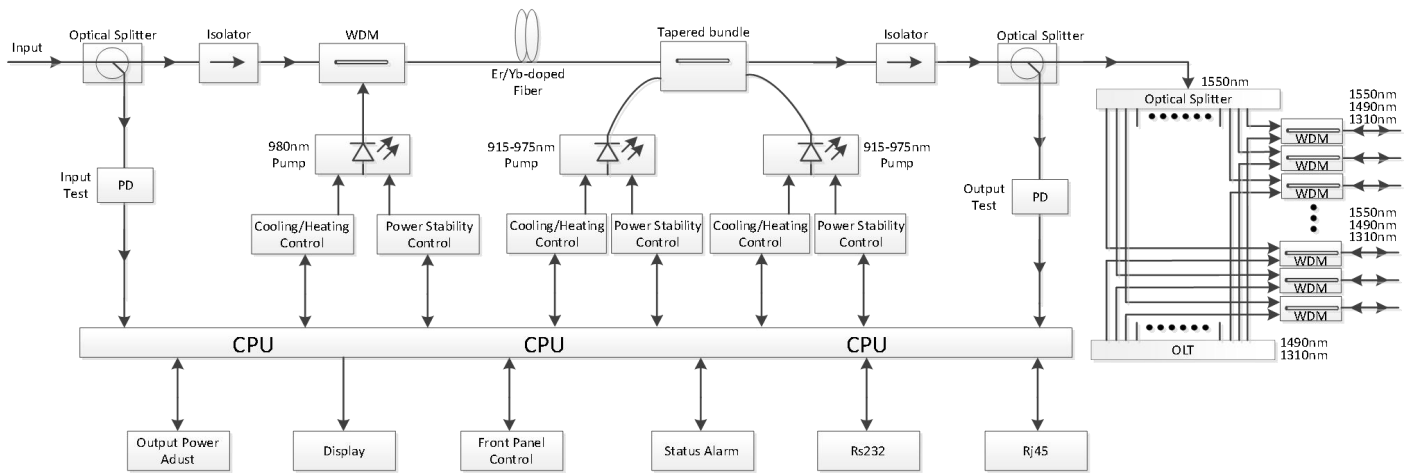 Input
Optical Splitter
Isolator
WDM
Er/Yb-doped
Fiber
Tapered bundle
Isolator
Optical Splitter
1550nm
Optical Splitter
1550nm
1490nm
1310nm
WDM
WDM
WDM
1550nm
1490nm
1310nm
WDM
WDM
WDM
OLT
1490nm
1310nm
980nm
Pump
915-975nm
Pump
915-975nm
Pump
Input
Test
PD
Output
Test
PD
Cooling/Heating
Control
Power Stability
Control
Cooling/Heating
Control
Power Stability
Control
Cooling/Heating
Control
Power Stability
Control
CPU
CPU
CPU
Output Power
Adust
Display
Front Panel
Control
Status Alarm
Rs232
Rj45